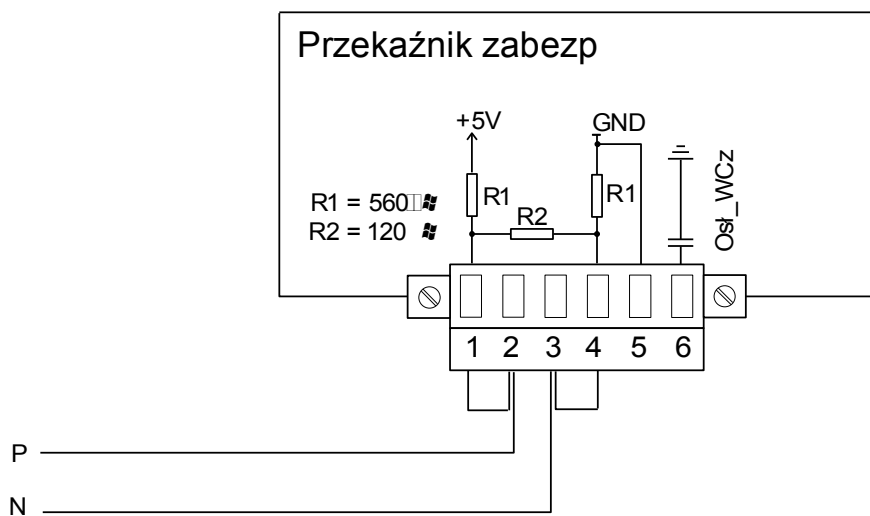 Przekaźnik zabezp
+5V
GND
R1
R1
R2
R1 = 560
R2 = 120
Osł_WCz
1 2 3 4 5 6
P
N